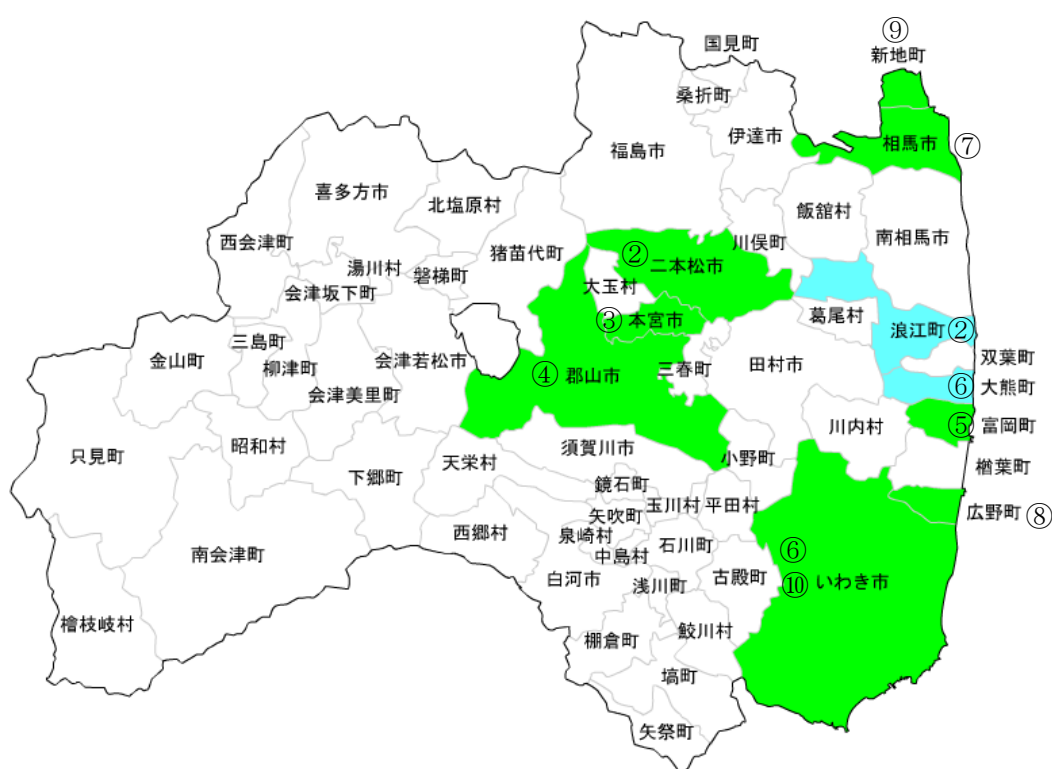 ⑨
国見町
新地町
桑折町
伊達市
相馬市 ⑦
福島市
喜多方市
北塩原村
飯舘村
西会津町
猪苗代町
川俣町
南相馬市
② 二本松市
湯川村
磐梯町
大玉村
会津坂下町
③ 本宮市
葛尾村
浪江町 ②
三島町
金山町
柳津町
会津若松市
双葉町
田村市
三春町
④ 郡山市
⑥ 大熊町
会津美里町
⑤ 富岡町
川内村
只見町
昭和村
須賀川市
小野町
天栄村
楢葉町
下郷町
鏡石町
玉川村
平田村
矢吹町
広野町 ⑧
西郷村
泉崎村
石川町
南会津町
中島村
⑥
白河市
浅川町
古殿町
⑩ いわき市
檜枝岐村
棚倉町
鮫川村
塙町
矢祭町